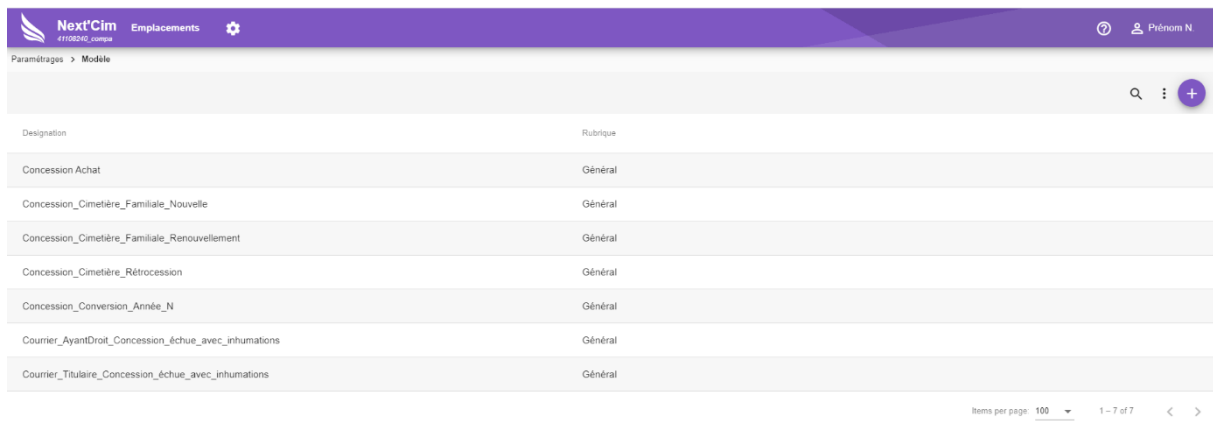 Next'Cim Emplacements Prénom N.
41108240_compa
Paramétrages > Modèle
Designation Rubrique
Concession Achat Général
Concession_Cimetière_Familiale_Nouvelle Général
Concession_Cimetière_Familiale_Renouvellement Général
Concession_Cimetière_Rétrocession Général
Concession_Conversion_Année_N Général
Courrier_AyantDroit_Concession_échue_avec_inhumations Général
Courrier_Titulaire_Concession_échue_avec_inhumations Général
Items per page: 100 1 – 7 of 7